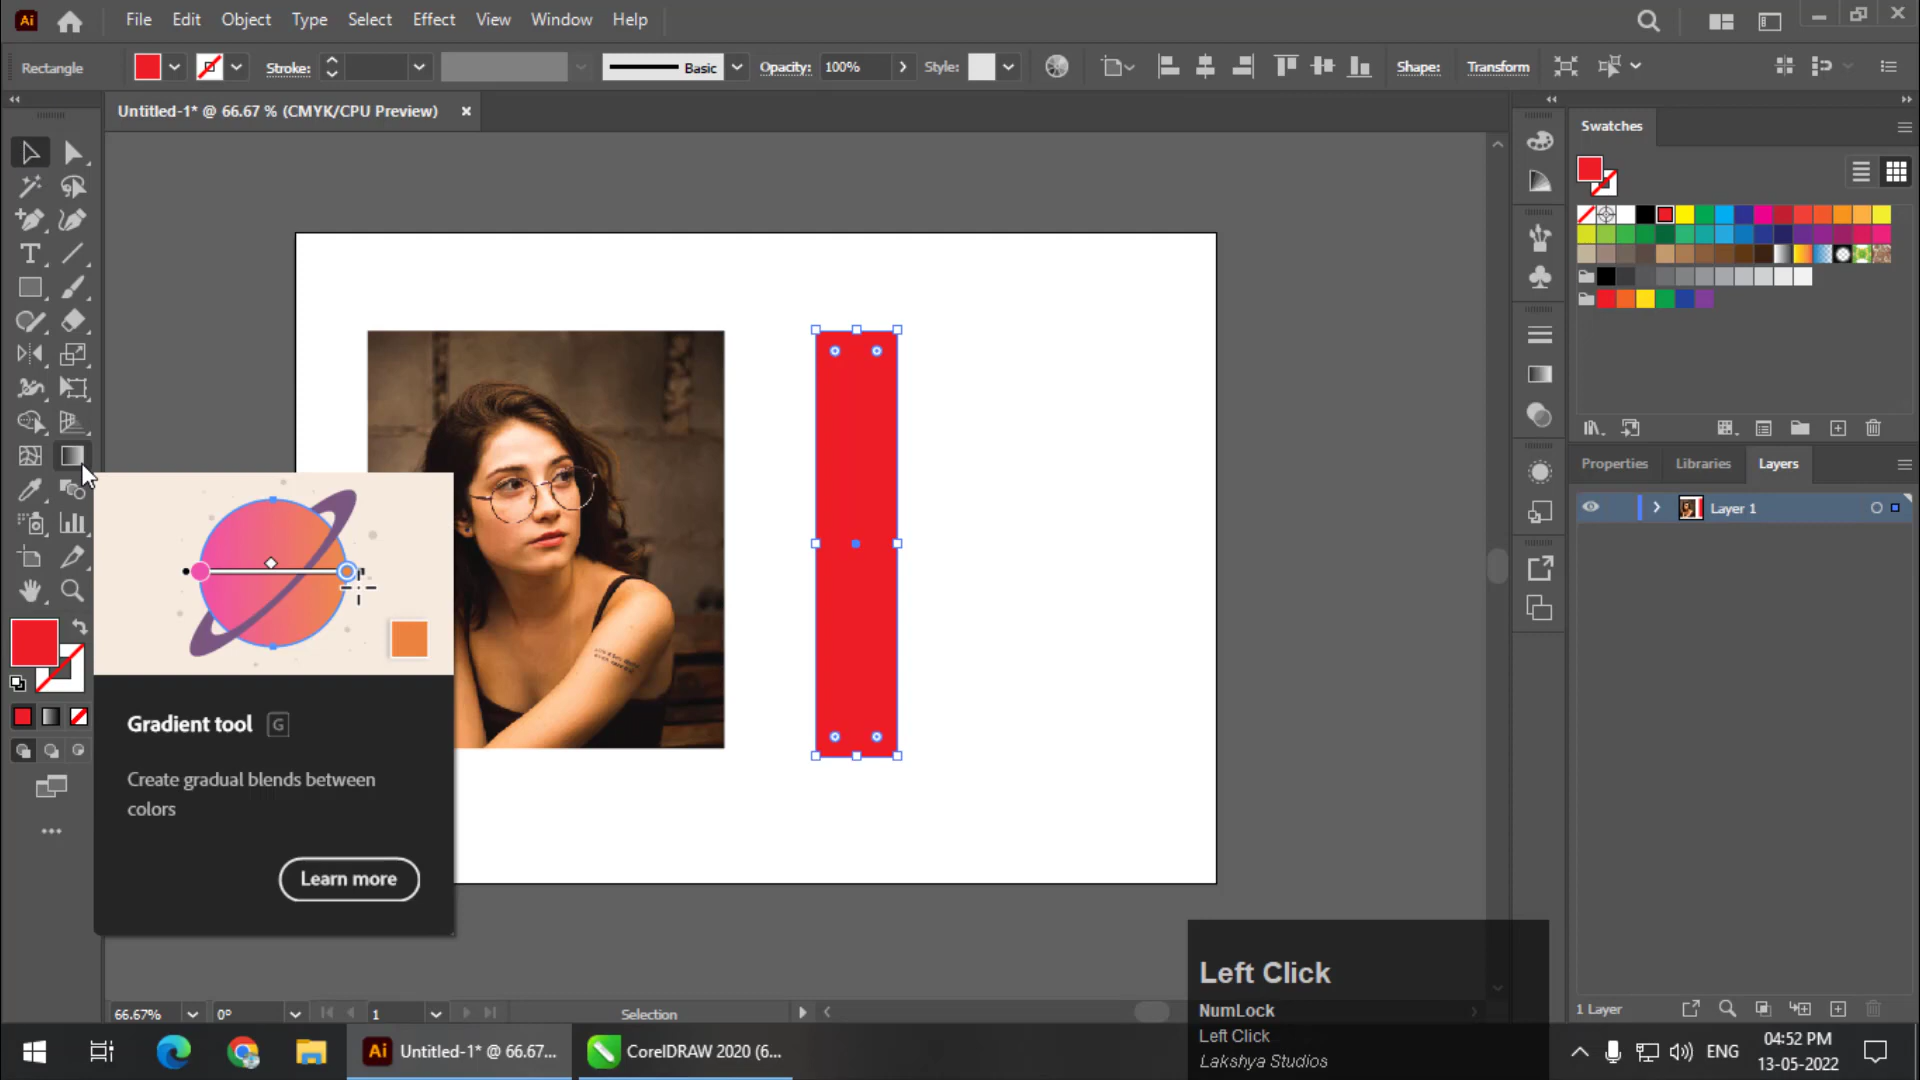 Ai File Edit Object Type Select Effect View Window Help
Rectangle Stroke: Basic Opacity: 100% Style: Shape: Transform
Untitled-1* @ 66.67 % (CMYK/CPU Preview)
Swatches
Properties Libraries Layers
Layer 1
Gradient tool G
Create gradual blends between
colors
Learn more
Left Click
NumLock
Left Click
Lakshya Studios
66.67% 0° 1 Selection
1 Layer
Ai Untitled-1* @ 66.67... CorelDRAW 2020 (6... ENG
04:52 PM
13-05-2022